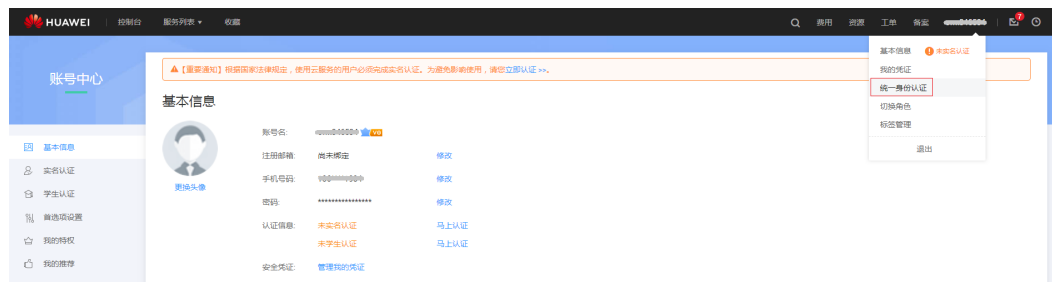 HUAWEI 控制台 服务列表 收藏 费用 资源 工单 备案 7
基本信息 未实名认证
我的凭证
统一身份认证
切换角色
标签管理
退出
账号中心
【重要通知】根据国家法律规定，使用云服务的用户必须完成实名认证。为避免影响使用，请您立即认证 >>。
基本信息
基本信息
实名认证
学生认证
首选项设置
我的特权
我的推荐
更换头像
账号名: V0
注册邮箱: 尚未绑定 修改
手机号码: 修改
密码: *************** 修改
认证信息: 未实名认证 马上认证
未学生认证 马上认证
安全凭证: 管理我的凭证